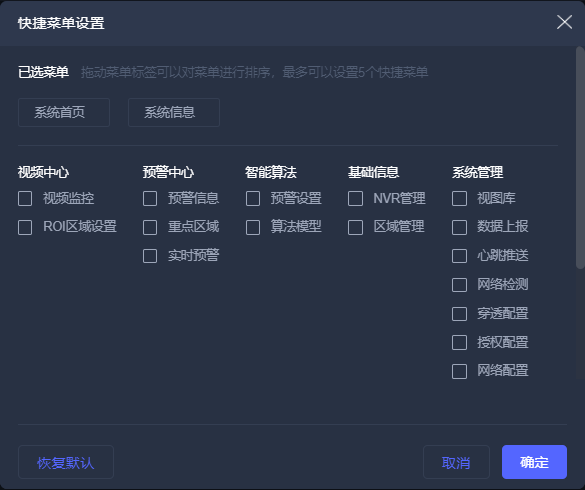 快捷菜单设置
已选菜单 拖动菜单标签可以对菜单进行排序，最多可以设置5个快捷菜单
系统首页 系统信息
视频中心 预警中心 智能算法 基础信息 系统管理
视频监控 预警信息 预警设置 NVR管理 视图库
ROI区域设置 重点区域 算法模型 区域管理 数据上报
实时预警 心跳推送
网络检测
穿透配置
授权配置
网络配置
恢复默认 取消 确定